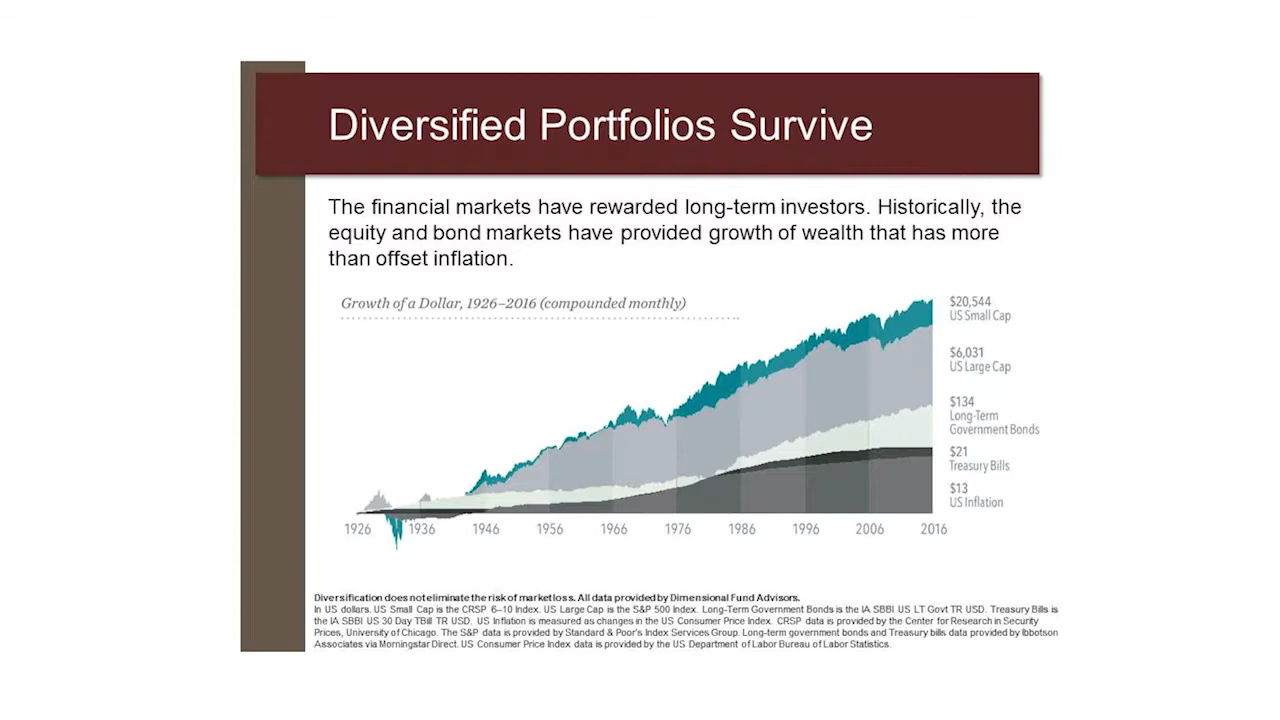 Diversified Portfolios Survive
The financial markets have rewarded long-term investors. Historically, the
equity and bond markets have provided growth of wealth that has more
than offset inflation.
Growth of a Dollar, 1926–2016 (compounded monthly)
$20,544
US Small Cap
$6,031
US Large Cap
$134
Long-Term
Government Bonds
$21
Treasury Bills
$13
US Inflation
1926 1936 1946 1956 1966 1976 1986 1996 2006 2016
Diversification does not eliminate the risk of market loss. All data provided by Dimensional Fund Advisors.
In US dollars. US Small Cap is the CRSP 6–10 Index. US Large Cap is the S&P 500 Index. Long-Term Government Bonds is the IA SBBI US LT Govt TR USD. Treasury Bills is
the IA SBBI US 30 Day TBill TR USD. US Inflation is measured as changes in the US Consumer Price Index. CRSP data is provided by the Center for Research in Security
Prices, University of Chicago. The S&P data is provided by Standard & Poor's Index Services Group. Long-term government bonds and Treasury bills data provided by Ibbotson
Associates via Morningstar Direct. US Consumer Price Index data is provided by the US Department of Labor Bureau of Labor Statistics.